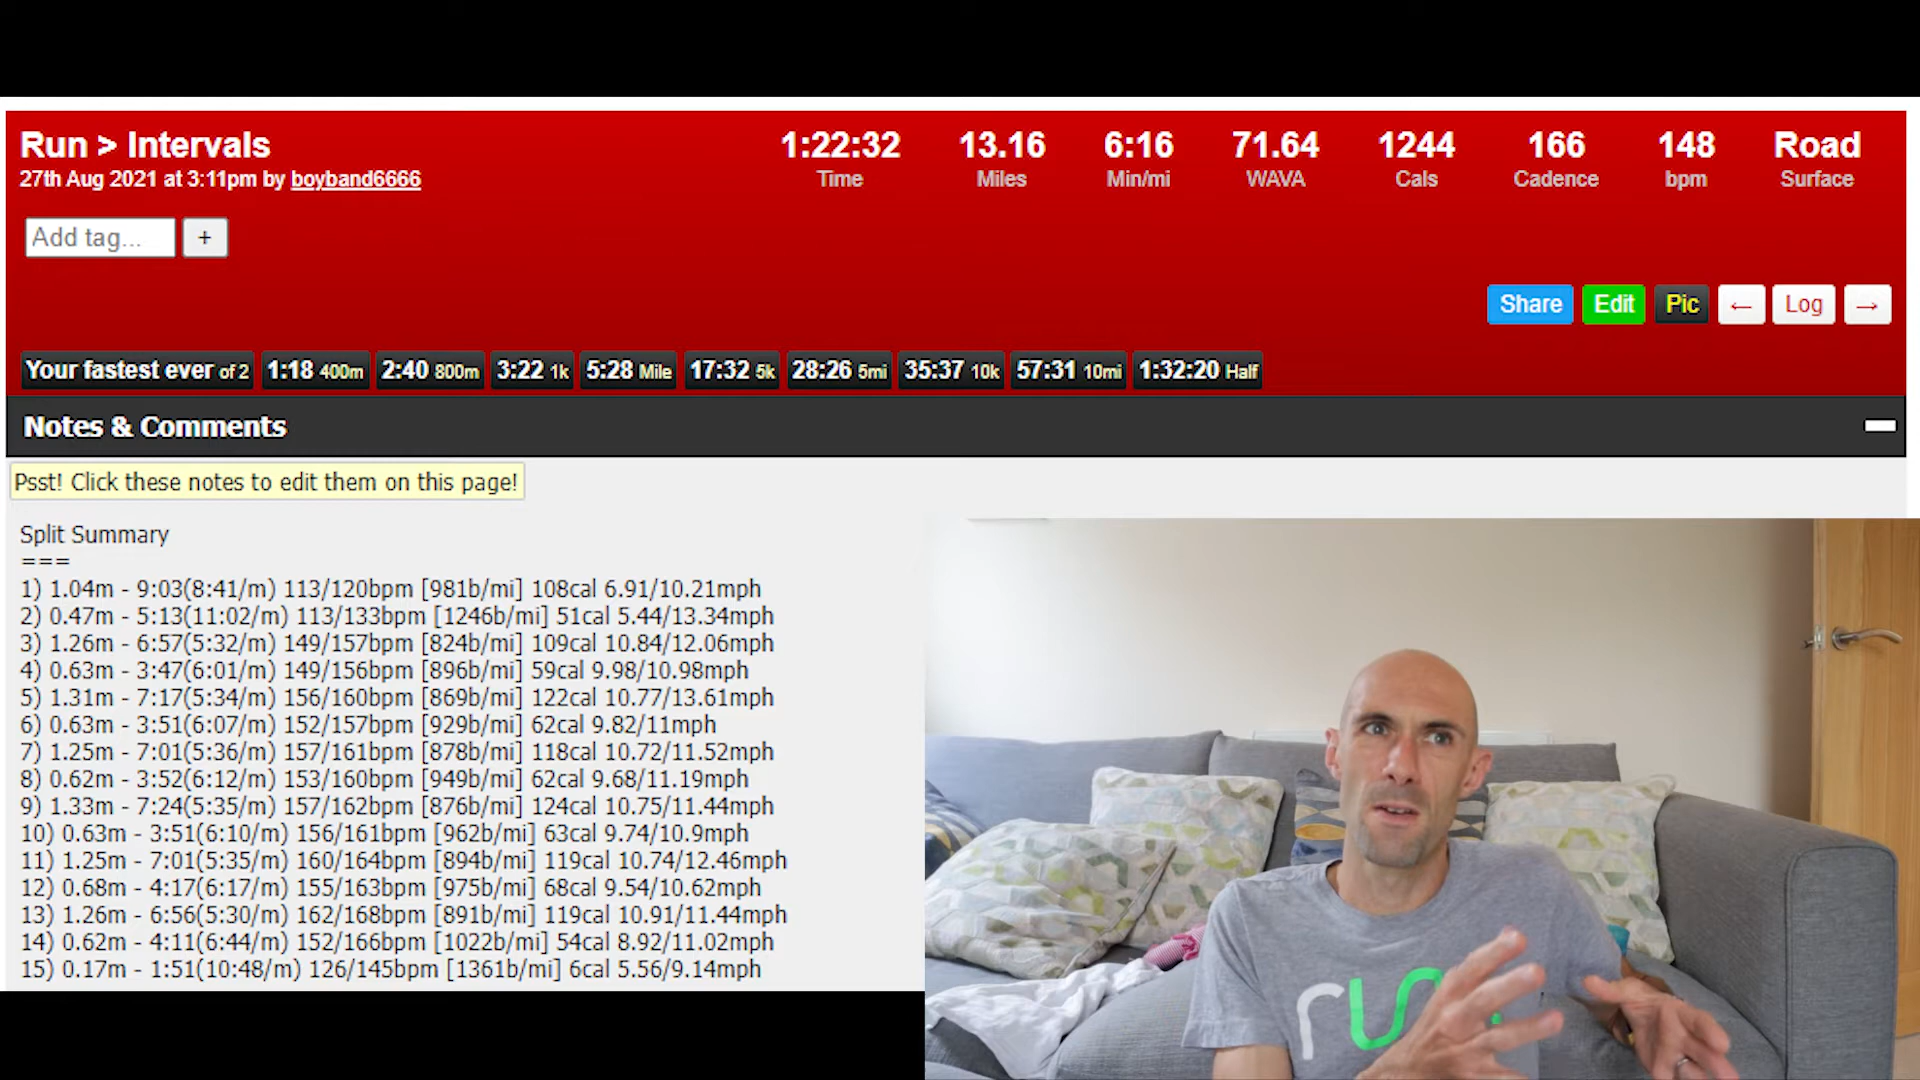 Run > Intervals
27th Aug 2021 at 3:11pm by boyband6666
1:22:32 13.16 6:16 71.64 1244 166 148 Road
Time Miles Min/mi WAVA Cals Cadence bpm Surface
Add tag... +
Share Edit Pic ← Log →
Your fastest ever of 2 1:18 400m 2:40 800m 3:22 1k 5:28 Mile 17:32 5k 28:26 5mi 35:37 10k 57:31 10mi 1:32:20 Half
Notes & Comments
Psst! Click these notes to edit them on this page!
Split Summary
===
1) 1.04m - 9:03(8:41/m) 113/120bpm [981b/mi] 108cal 6.91/10.21mph
2) 0.47m - 5:13(11:02/m) 113/133bpm [1246b/mi] 51cal 5.44/13.34mph
3) 1.26m - 6:57(5:32/m) 149/157bpm [824b/mi] 109cal 10.84/12.06mph
4) 0.63m - 3:47(6:01/m) 149/156bpm [896b/mi] 59cal 9.98/10.98mph
5) 1.31m - 7:17(5:34/m) 156/160bpm [869b/mi] 122cal 10.77/13.61mph
6) 0.63m - 3:51(6:07/m) 152/157bpm [929b/mi] 62cal 9.82/11mph
7) 1.25m - 7:01(5:36/m) 157/161bpm [878b/mi] 118cal 10.72/11.52mph
8) 0.62m - 3:52(6:12/m) 153/160bpm [949b/mi] 62cal 9.68/11.19mph
9) 1.33m - 7:24(5:35/m) 157/162bpm [876b/mi] 124cal 10.75/11.44mph
10) 0.63m - 3:51(6:10/m) 156/161bpm [962b/mi] 63cal 9.74/10.9mph
11) 1.25m - 7:01(5:35/m) 160/164bpm [894b/mi] 119cal 10.74/12.46mph
12) 0.68m - 4:17(6:17/m) 155/163bpm [975b/mi] 68cal 9.54/10.62mph
13) 1.26m - 6:56(5:30/m) 162/168bpm [891b/mi] 119cal 10.91/11.44mph
14) 0.62m - 4:11(6:44/m) 152/166bpm [1022b/mi] 54cal 8.92/11.02mph
15) 0.17m - 1:51(10:48/m) 126/145bpm [1361b/mi] 6cal 5.56/9.14mph